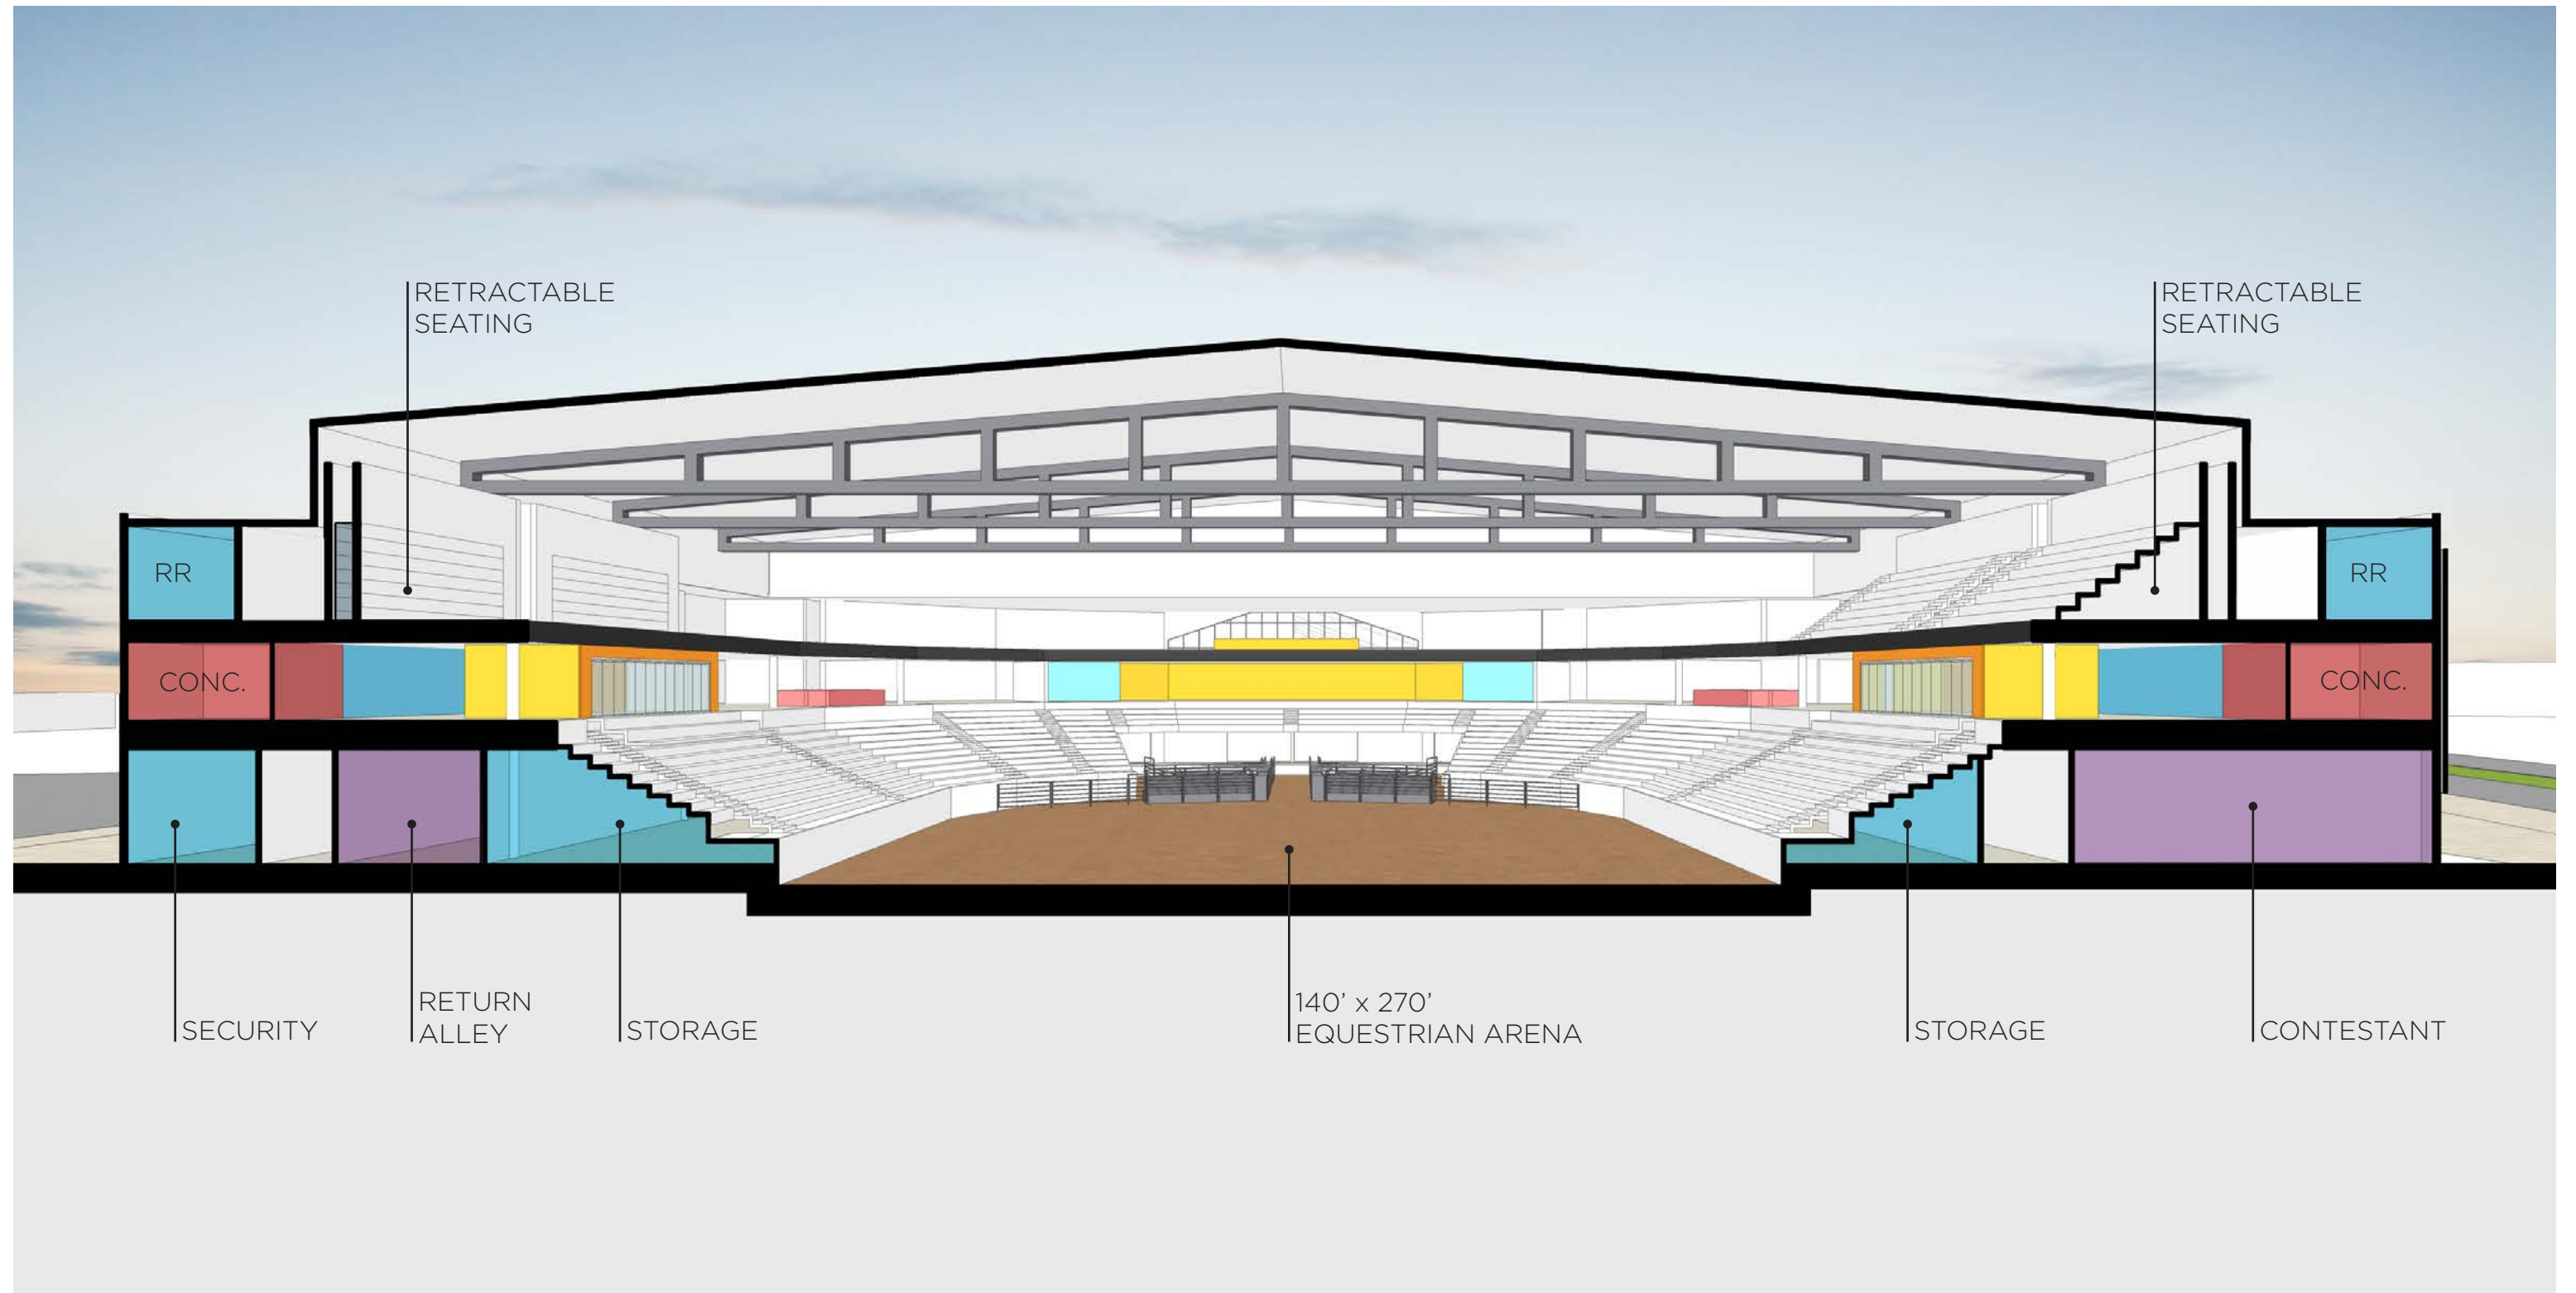 RETRACTABLE
SEATING
RETRACTABLE
SEATING
RR
RR
CONC.
CONC.
SECURITY
RETURN
ALLEY
STORAGE
140’ x 270’
EQUESTRIAN ARENA
STORAGE
CONTESTANT